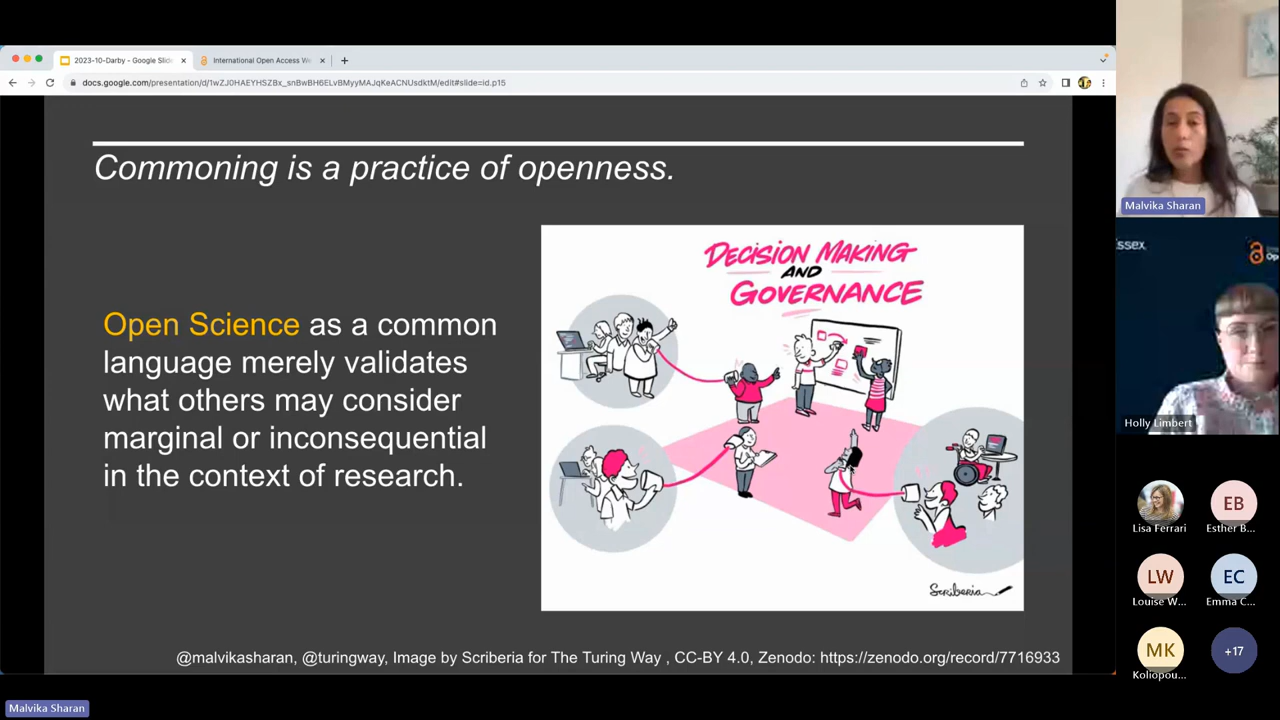 2023-10-Darby - Google Slid
International Open Access We
docs.google.com/presentation/d/1wZJ0HAEYHSZBx_snBwBH6ELvBMyyMAJqKeACNUsdktM/edit#slide=id.p15
Commoning is a practice of openness.
Open Science as a common
language merely validates
what others may consider
marginal or inconsequential
in the context of research.
DECISION MAKING
AND
GOVERNANCE
Scriberia
@malvikasharan, @turingway, Image by Scriberia for The Turing Way , CC-BY 4.0, Zenodo: https://zenodo.org/record/7716933
Malvika Sharan
Essex
Holly Limbert
Lisa Ferrari
EB
Esther B...
LW
Louise W...
EC
Emma C...
MK
Koliopou...
+17
Malvika Sharan